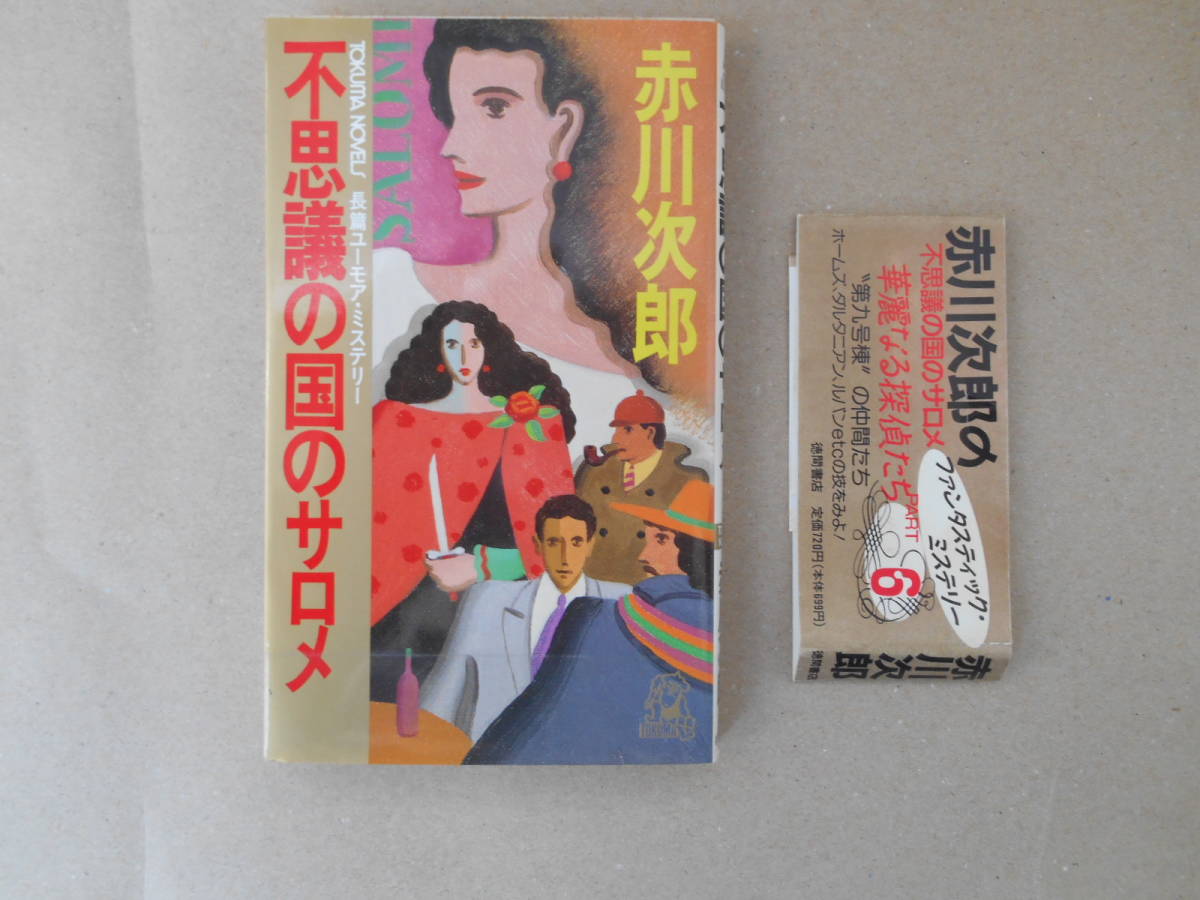 赤川次郎
SALOME
TOKUMA NOVELS 長篇ユーモア・ミステリー
不思議の国のサロメ
TOKUMA
赤川次郎の
ファンタスティック・
ミステリー
不思議の国のサロメ
華麗なる探偵たち
PART
6
〝第九号棟〟の仲間たち
ホームズ、ダルタニアン、ルパンetcの技をみよ!
徳間書店 定価720円(本体699円)
赤川次郎
徳間書店